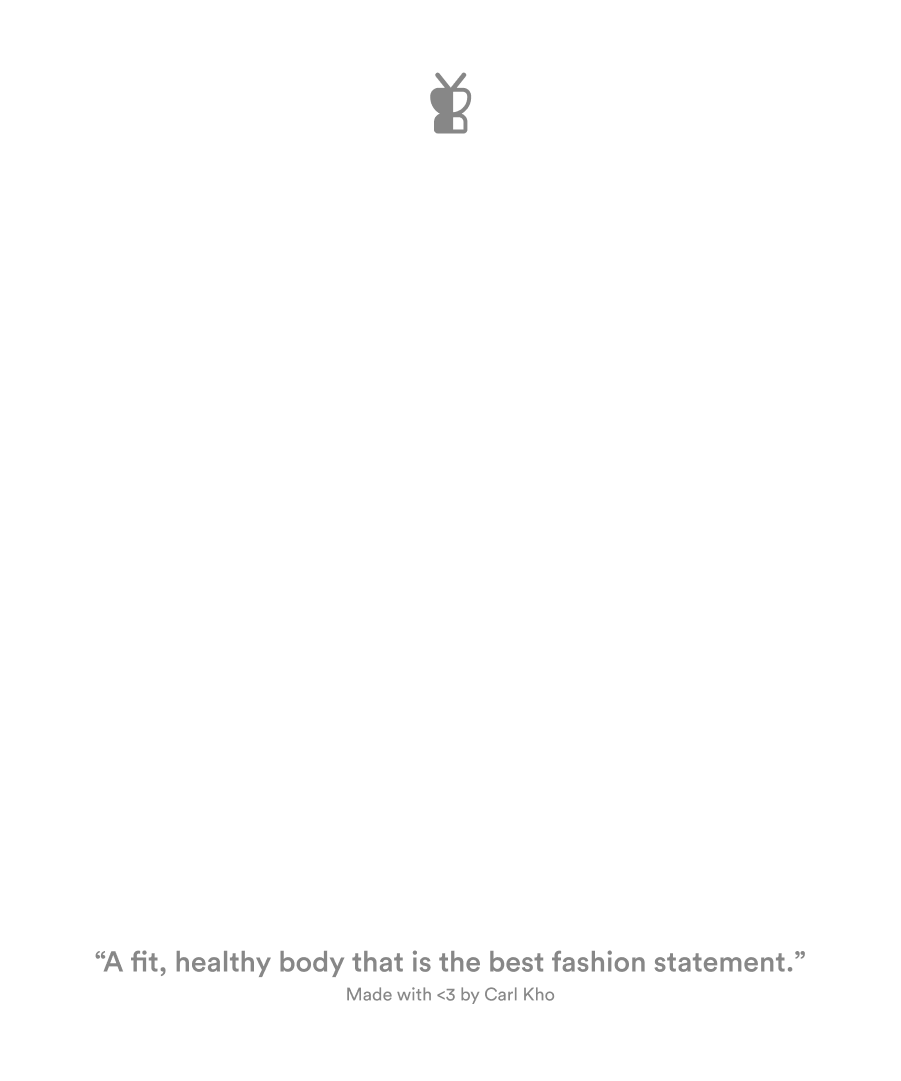 “A fit, healthy body that is the best fashion statement.”
Made with <3 by Carl Kho